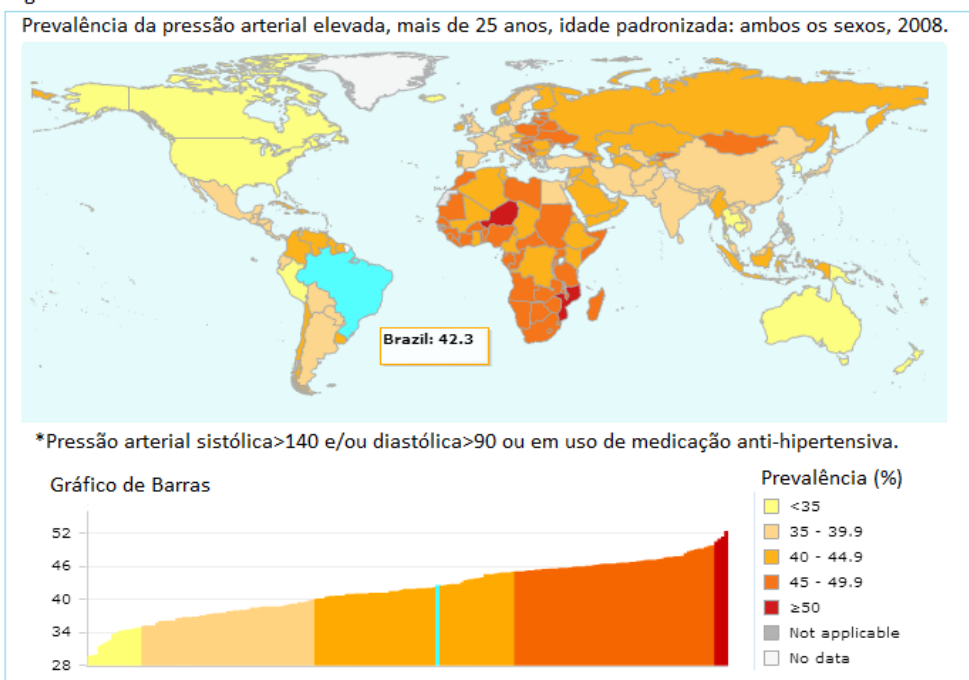 Prevalência da pressão arterial elevada, mais de 25 anos, idade padronizada: ambos os sexos, 2008.
Brazil: 42.3
*Pressão arterial sistólica>140 e/ou diastólica>90 ou em uso de medicação anti-hipertensiva.
Gráfico de Barras
52
46
40
34
28
Prevalência (%)
<35
35 - 39.9
40 - 44.9
45 - 49.9
≥50
Not applicable
No data